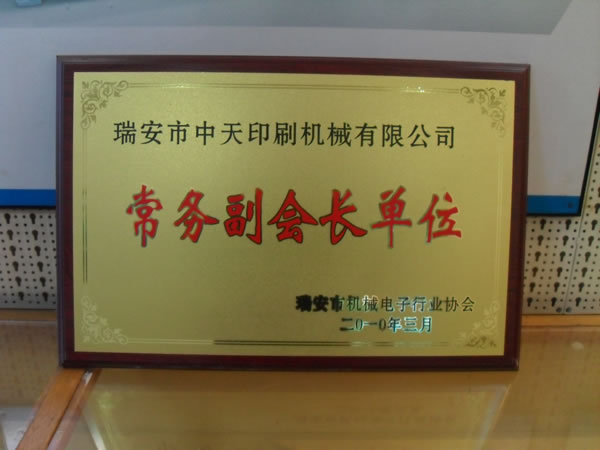 瑞安市中天印刷机械有限公司
常务副会长单位
瑞安市机械电子行业协会
二0一0年三月